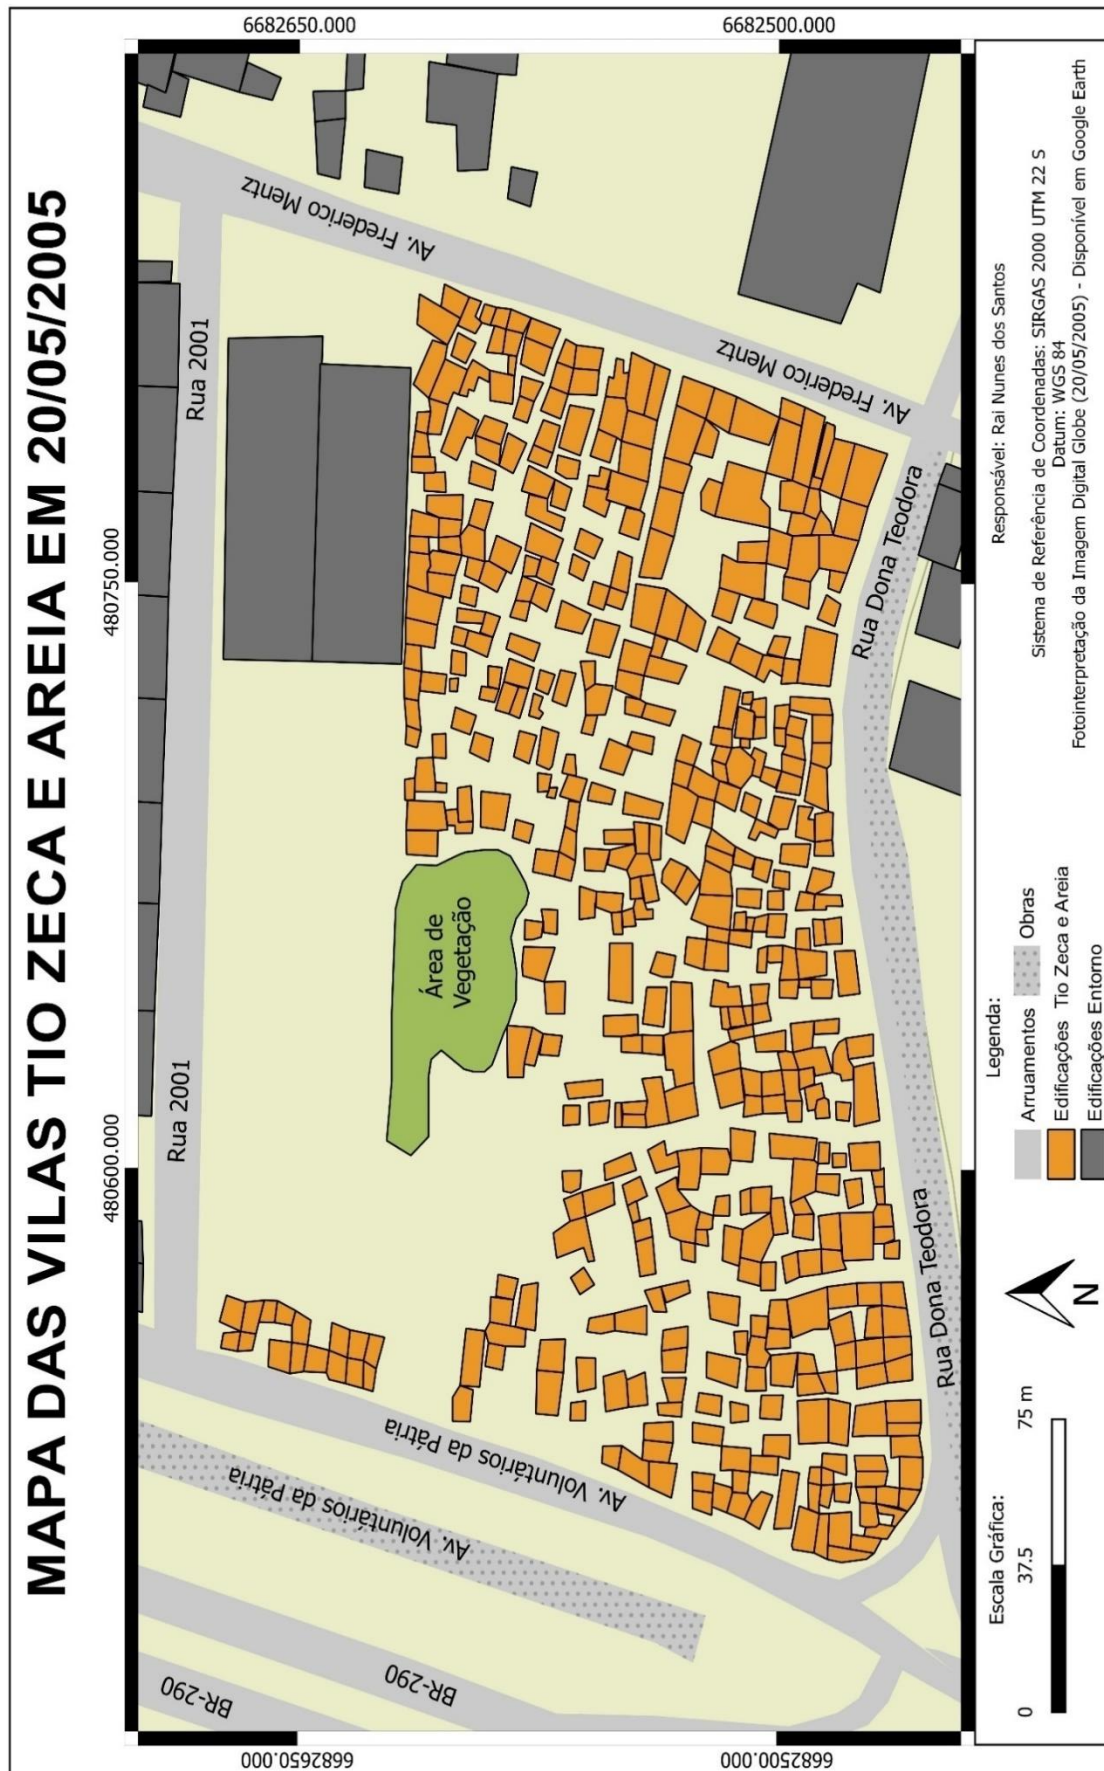 MAPA DAS VILAS TIO ZECA E AREIA EM 20/05/2005
480600.000
480750.000
6682650.000
6682500.000
6682650.000
6682500.000
Rua 2001
Rua 2001
Av. Frederico Mentz
Av. Frederico Mentz
Área de
Vegetação
Av. Voluntários da Pátria
Av. Voluntários da Pátria
BR-290
BR-290
Rua Dona Teodora
Rua Dona Teodora
Escala Gráfica:
0 37.5 75 m
N
Legenda:
Arruamentos
Obras
Edificações Tio Zeca e Areia
Edificações Entorno
Responsável: Rai Nunes dos Santos
Sistema de Referência de Coordenadas: SIRGAS 2000 UTM 22 S
Datum: WGS 84
Fotointerpretação da Imagem Digital Globe (20/05/2005) - Disponível em Google Earth